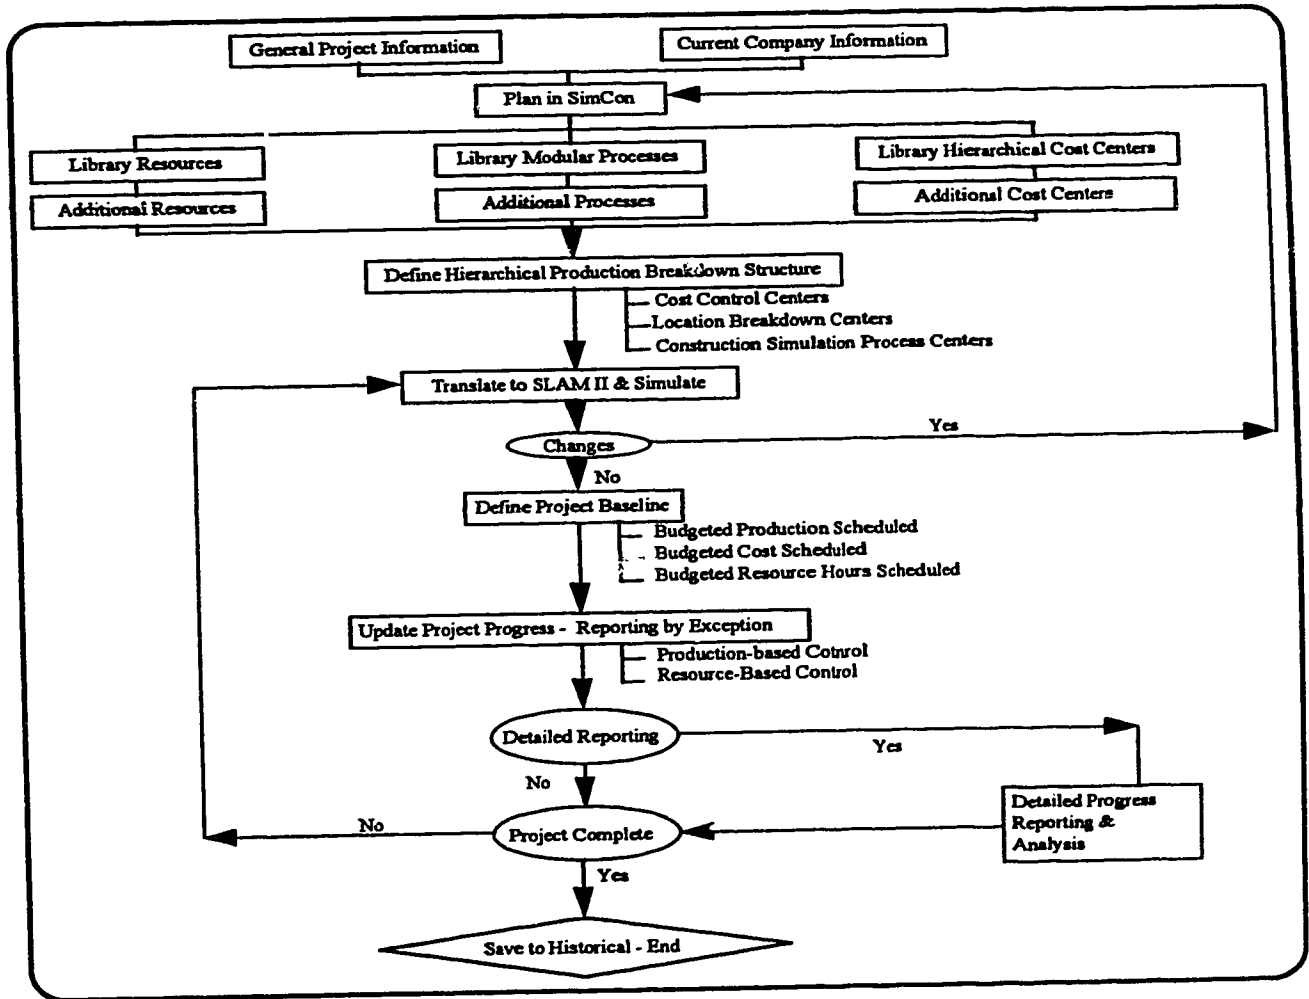 General Project Information
Current Company Information
Plan in SimCon
Library Resources
Library Modular Processes
Library Hierarchical Cost Centers
Additional Resources
Additional Processes
Additional Cost Centers
Define Hierarchical Production Breakdown Structure
Cost Control Centers
Location Breakdown Centers
Construction Simulation Process Centers
Translate to SLAM II & Simulate
Changes
Yes
No
Define Project Baseline
Budgeted Production Scheduled
Budgeted Cost Scheduled
Budgeted Resource Hours Scheduled
Update Project Progress - Reporting by Exception
Production-based Cotnrol
Resource-Based Control
Detailed Reporting
Yes
No
Detailed Progress
Reporting &
Analysis
No
Project Complete
Yes
Save to Historical - End